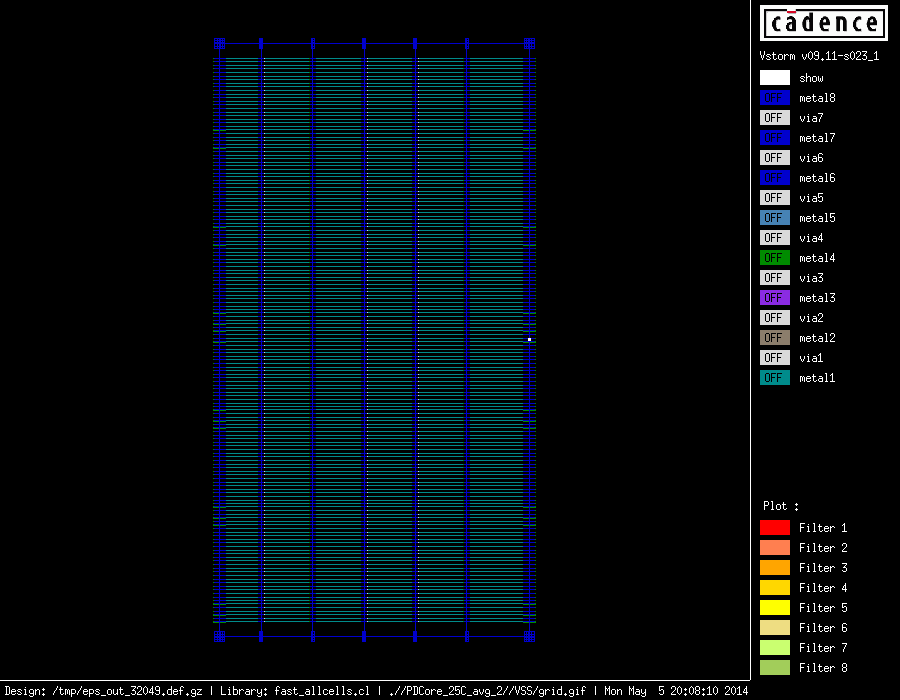 cādence
Vstorm v09.11-s023_1
show
metal8
OFF via7
metal7
OFF via6
metal6
OFF via5
OFF metal5
OFF via4
OFF metal4
OFF via3
OFF metal3
OFF via2
OFF metal2
OFF via1
OFF metal1
Plot :
Filter 1
Filter 2
Filter 3
Filter 4
Filter 5
Filter 6
Filter 7
Filter 8
Design: /tmp/eps_out_32049.def.gz | Library: fast_allcells.cl | .//PDCore_25C_avg_2//VSS/grid.gif | Mon May  5 20:08:10 2014